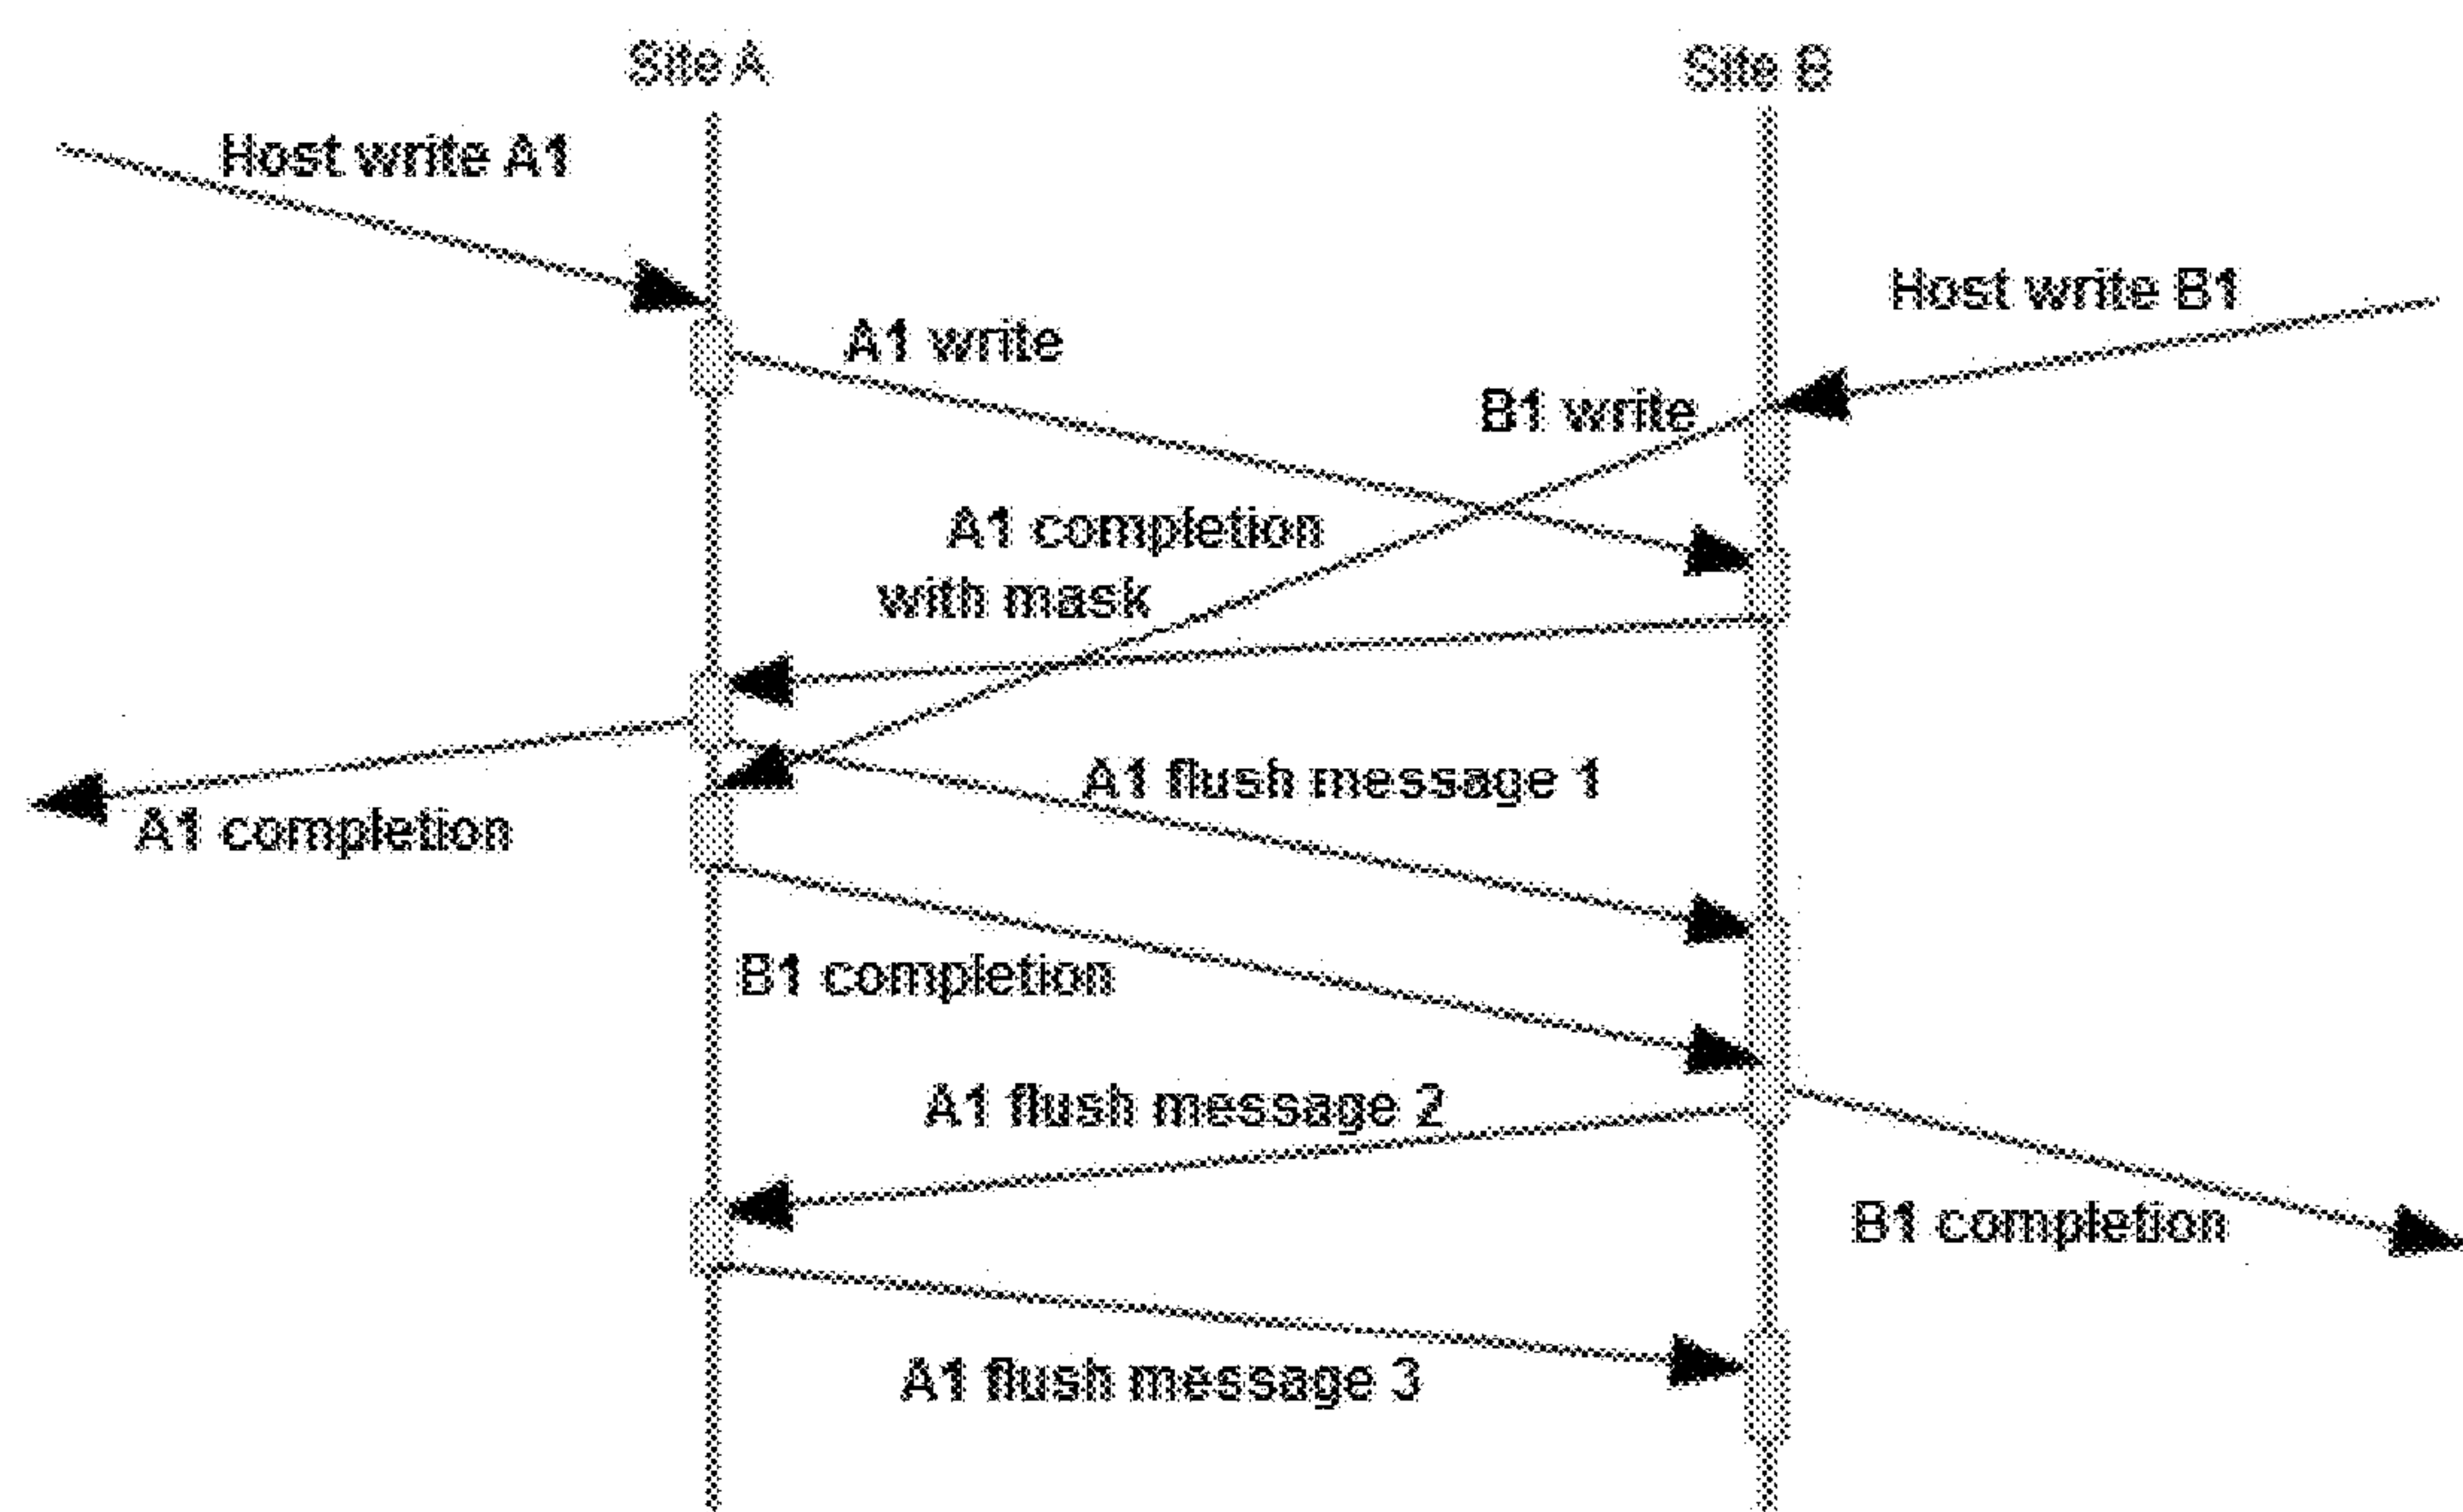 Site A
Site B
Host write A1
Host write B1
A1 write
B1 write
A1 completion
with mask
A1 flush message 1
A1 completion
B1 completion
A1 flush message 2
B1 completion
A1 flush message 3